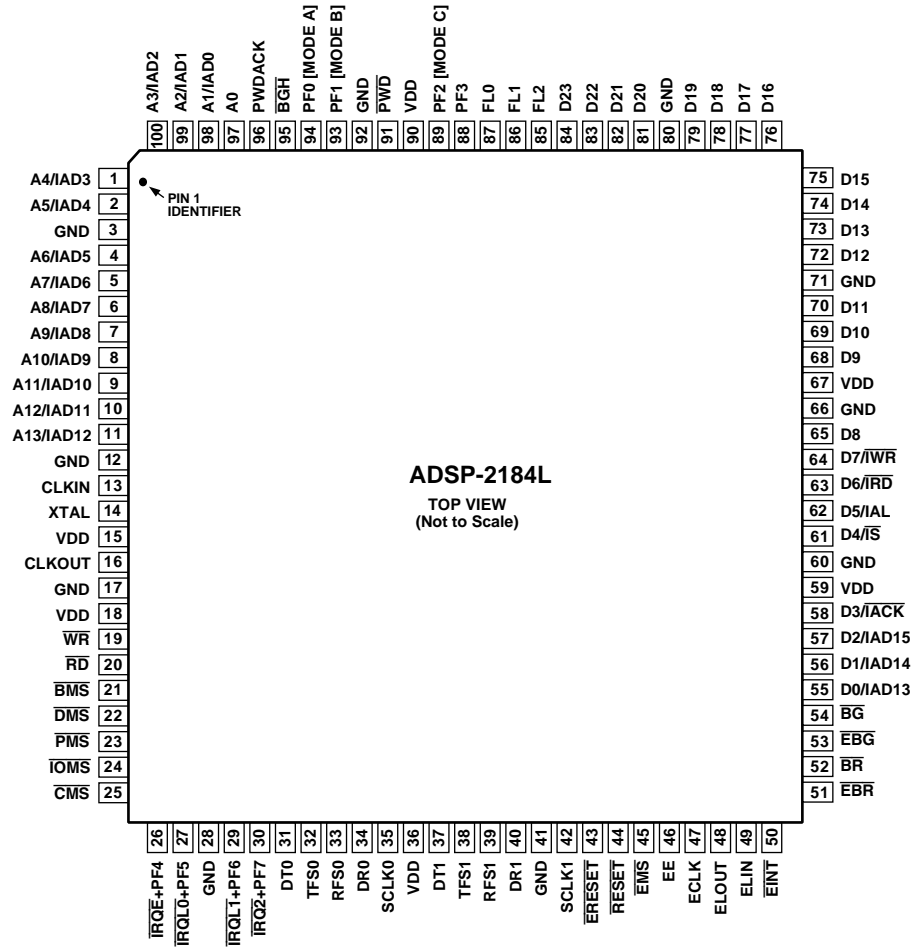 A3/IAD2
A2/IAD1
A1/IAD0
A0
PWDACK
BGH
PF0 [MODE A]
PF1 [MODE B]
GND
PWD
VDD
PF2 [MODE C]
PF3
FL0
FL1
FL2
D23
D22
D21
D20
GND
D19
D18
D17
D16
100 99 98 97 96 95 94 93 92 91 90 89 88 87 86 85 84 83 82 81 80 79 78 77 76
A4/IAD3 1
A5/IAD4 2
GND 3
A6/IAD5 4
A7/IAD6 5
A8/IAD7 6
A9/IAD8 7
A10/IAD9 8
A11/IAD10 9
A12/IAD11 10
A13/IAD12 11
GND 12
CLKIN 13
XTAL 14
VDD 15
CLKOUT 16
GND 17
VDD 18
WR 19
RD 20
BMS 21
DMS 22
PMS 23
IOMS 24
CMS 25
PIN 1
IDENTIFIER
ADSP-2184L
TOP VIEW
(Not to Scale)
75 D15
74 D14
73 D13
72 D12
71 GND
70 D11
69 D10
68 D9
67 VDD
66 GND
65 D8
64 D7/IWR
63 D6/IRD
62 D5/IAL
61 D4/IS
60 GND
59 VDD
58 D3/IACK
57 D2/IAD15
56 D1/IAD14
55 D0/IAD13
54 BG
53 EBG
52 BR
51 EBR
26 27 28 29 30 31 32 33 34 35 36 37 38 39 40 41 42 43 44 45 46 47 48 49 50
IRQE+PF4
IRQL0+PF5
GND
IRQL1+PF6
IRQ2+PF7
DT0
TFS0
RFS0
DR0
SCLK0
VDD
DT1
TFS1
RFS1
DR1
GND
SCLK1
ERESET
RESET
EMS
EE
ECLK
ELOUT
ELIN
EINT